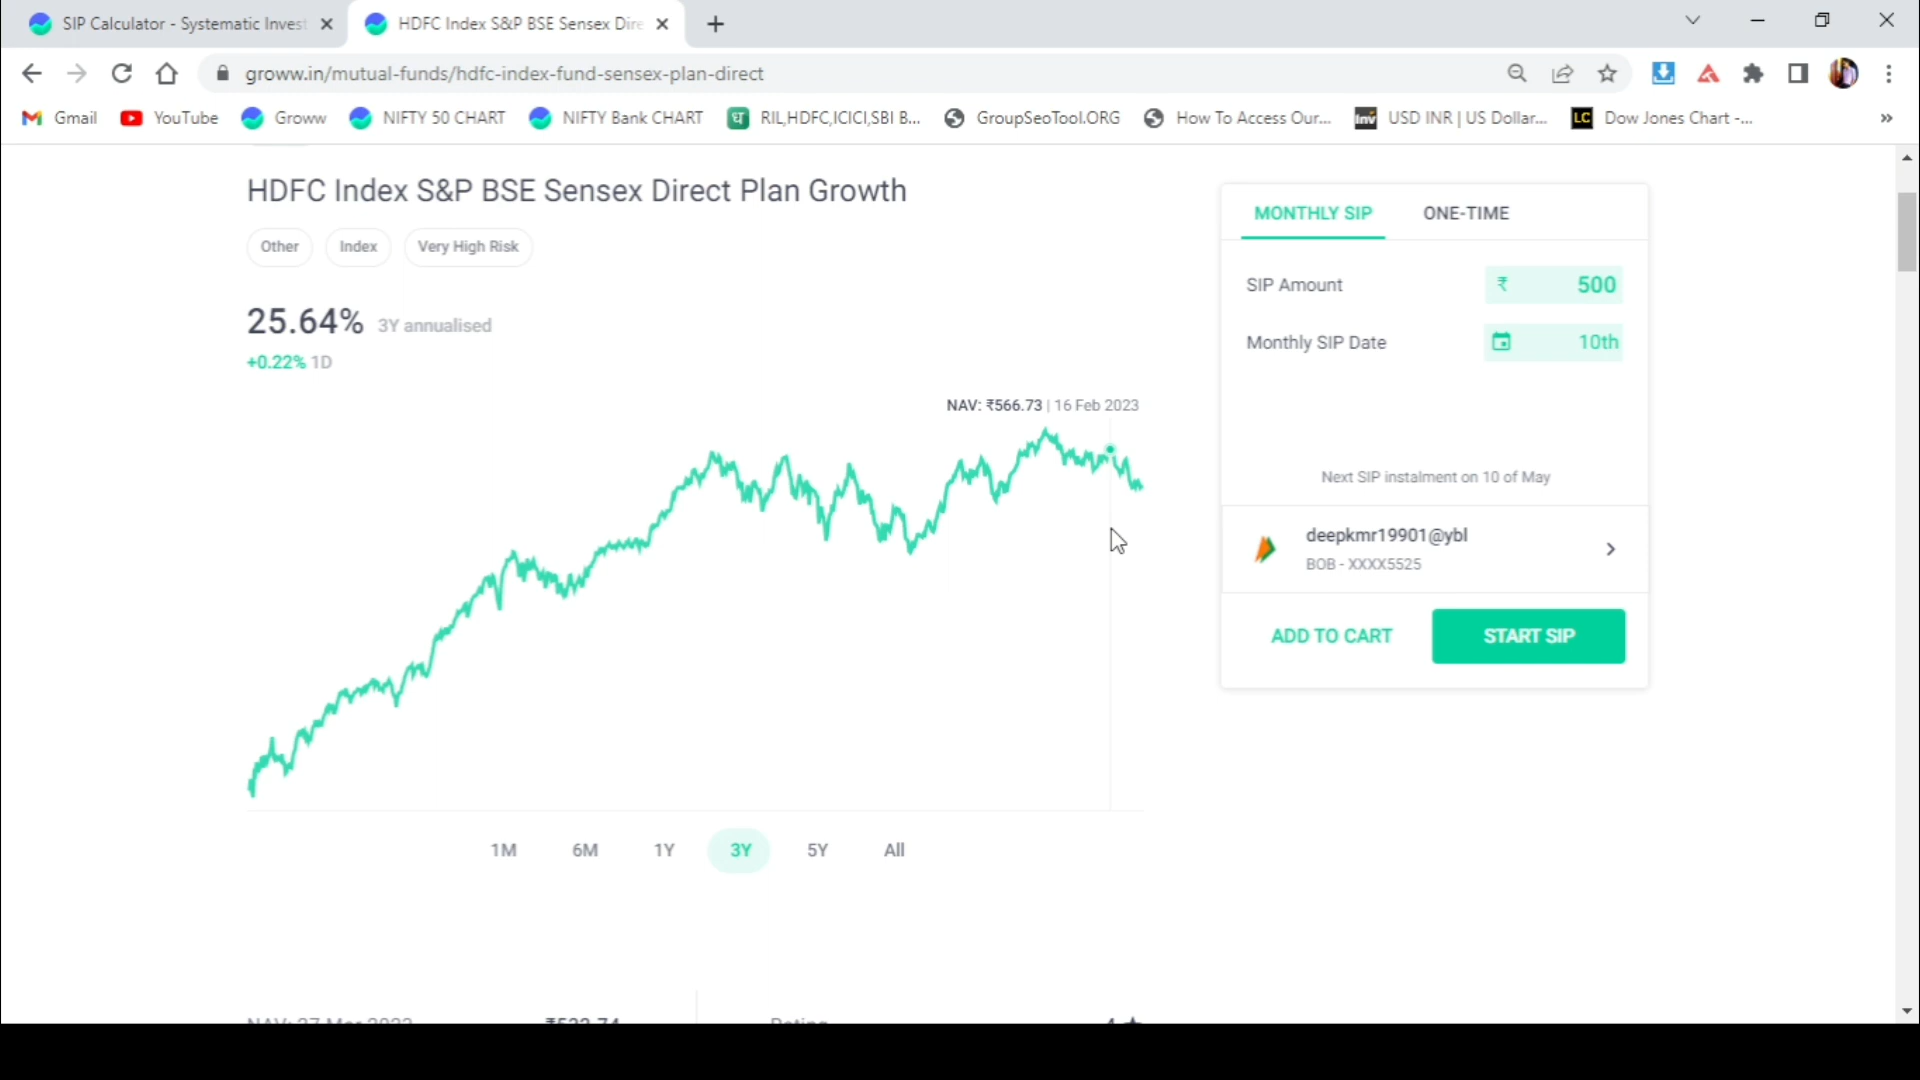 SIP Calculator - Systematic Invest
HDFC Index S&P BSE Sensex Dire
groww.in/mutual-funds/hdfc-index-fund-sensex-plan-direct
Gmail YouTube Groww NIFTY 50 CHART NIFTY Bank CHART RIL,HDFC,ICICI,SBI B... GroupSeoTool.ORG How To Access Our... Inv USD INR | US Dollar... LC Dow Jones Chart -... »
HDFC Index S&P BSE Sensex Direct Plan Growth
Other Index Very High Risk
25.64% 3Y annualised
+0.22% 1D
NAV: ₹566.73 | 16 Feb 2023
1M 6M 1Y 3Y 5Y All
MONTHLY SIP ONE-TIME
SIP Amount ₹ 500
Monthly SIP Date 10th
Next SIP instalment on 10 of May
deepkmr19901@ybl
BOB - XXXX5525
ADD TO CART START SIP
Rating